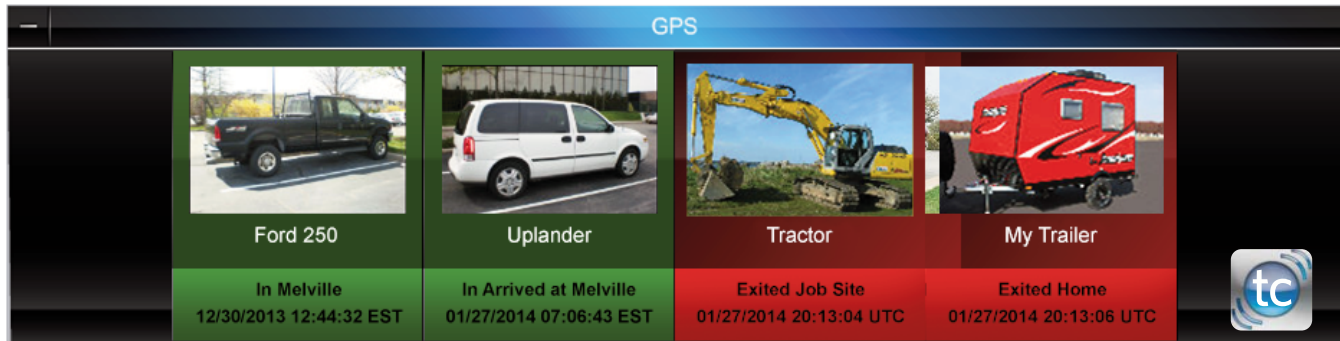 GPS
Ford 250
In Melville
12/30/2013 12:44:32 EST
Uplander
In Arrived at Melville
01/27/2014 07:06:43 EST
Tractor
Exited Job Site
01/27/2014 20:13:04 UTC
My Trailer
Exited Home
01/27/2014 20:13:06 UTC
tc